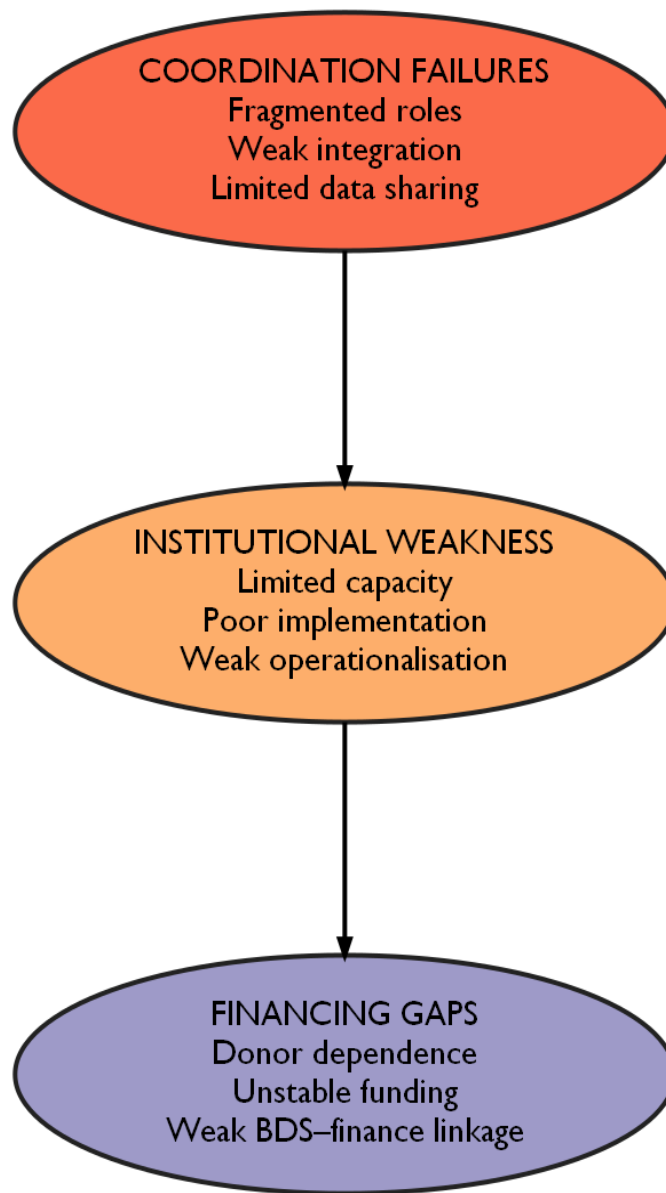 COORDINATION FAILURES
Fragmented roles
Weak integration
Limited data sharing
INSTITUTIONAL WEAKNESS
Limited capacity
Poor implementation
Weak operationalisation
FINANCING GAPS
Donor dependence
Unstable funding
Weak BDS–finance linkage